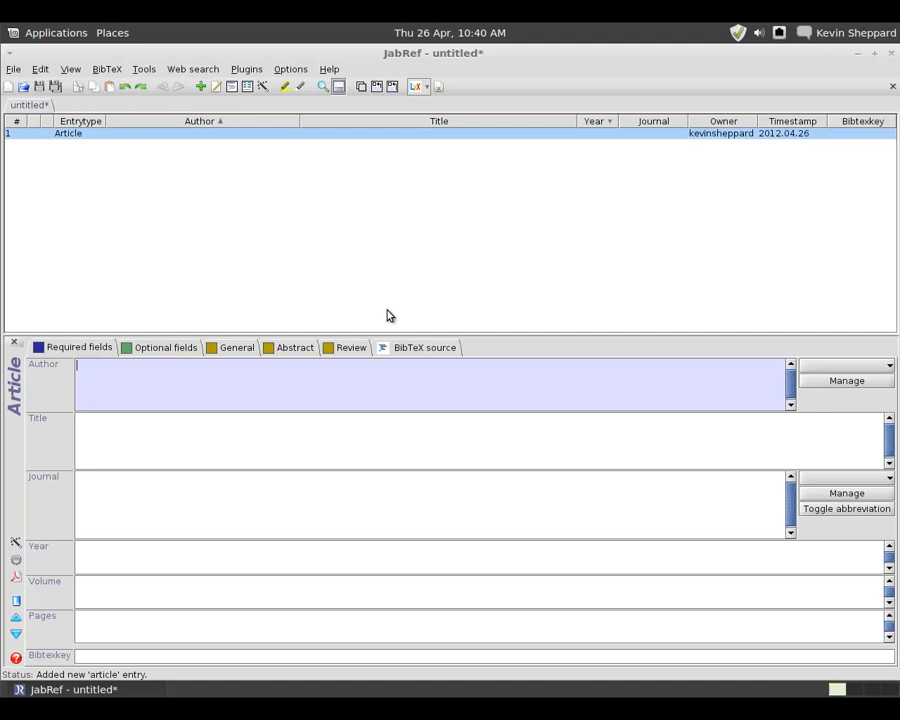 Applications Places Thu 26 Apr, 10:40 AM Kevin Sheppard
JabRef - untitled*
File Edit View BibTeX Tools Web search Plugins Options Help
untitled*
# Entrytype Author Title Year Journal Owner Timestamp Bibtexkey
1 Article kevinsheppard 2012.04.26
Required fields Optional fields General Abstract Review BibTeX source
Article
Author
Manage
Title
Journal
Manage
Toggle abbreviation
Year
Volume
Pages
Bibtexkey
Status: Added new 'article' entry.
JabRef - untitled*